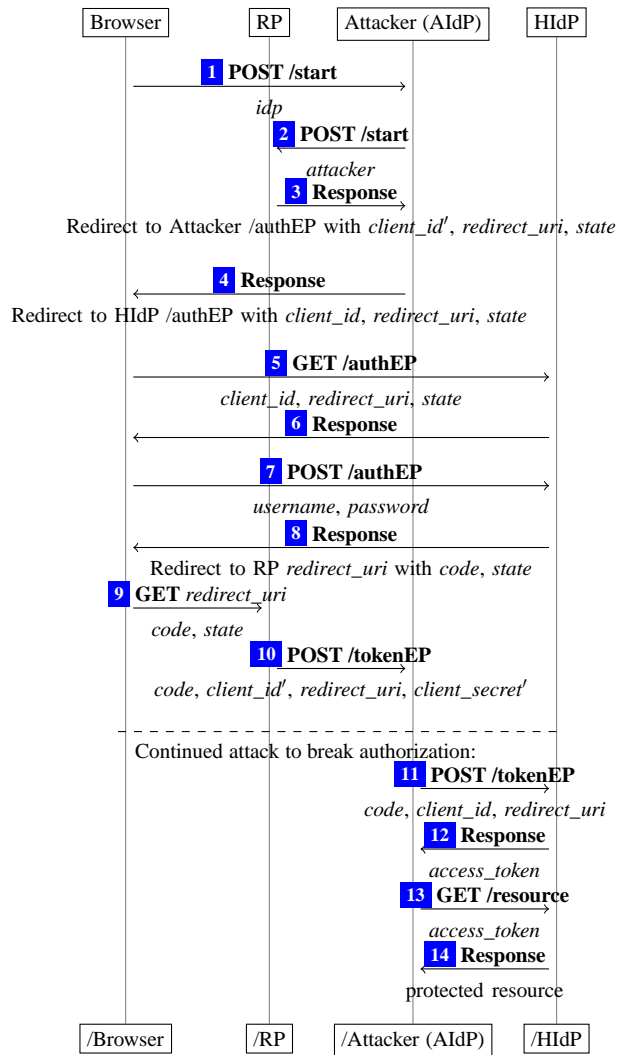 Browser RP Attacker (AIdP) HIdP
1 POST /start
idp
2 POST /start
attacker
3 Response
Redirect to Attacker /authEP with client_id′, redirect_uri, state
4 Response
Redirect to HIdP /authEP with client_id, redirect_uri, state
5 GET /authEP
client_id, redirect_uri, state
6 Response
7 POST /authEP
username, password
8 Response
Redirect to RP redirect_uri with code, state
9 GET redirect_uri
code, state
10 POST /tokenEP
code, client_id′, redirect_uri, client_secret′
Continued attack to break authorization:
11 POST /tokenEP
code, client_id, redirect_uri
12 Response
access_token
13 GET /resource
access_token
14 Response
protected resource
/Browser /RP /Attacker (AIdP) /HIdP